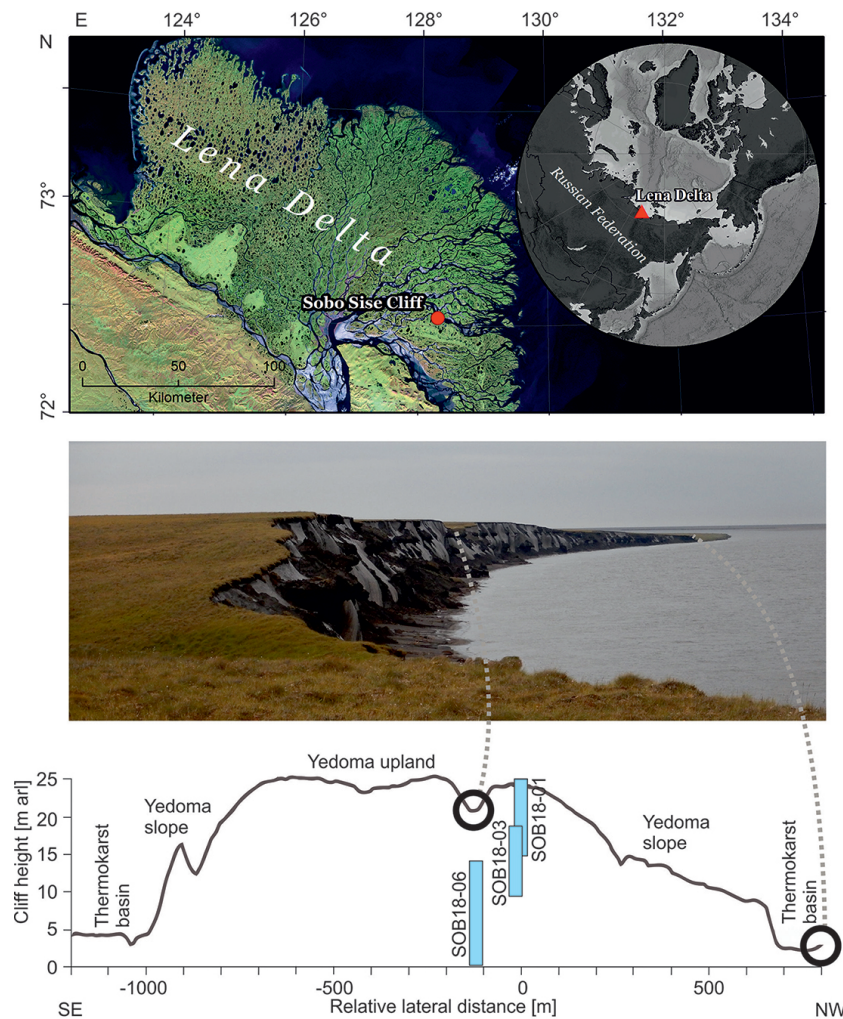 E 124° 126° 128° 130° 132° 134°
N
73°
72°
Lena Delta
Sobo Sise Cliff
0 50 100
Kilometer
Russian Federation
Lena Delta
Cliff height [m arl]
25
20
15
10
5
0
Thermokarst
basin
Yedoma
slope
Yedoma upland
SOB18-06
SOB18-03
SOB18-01
Yedoma
slope
Thermokarst
basin
-1000 -500 0 500
SE Relative lateral distance [m] NW